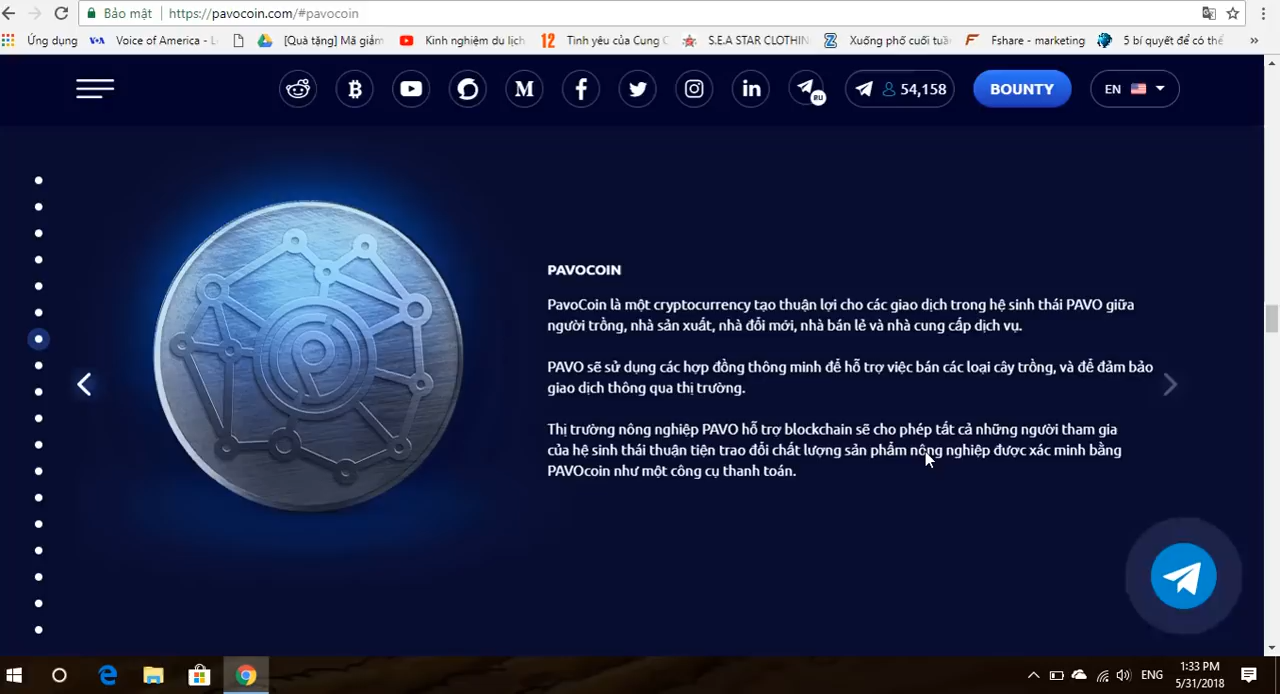 Bảo mật
https://pavocoin.com/#pavocoin
Ứng dụng
Voice of America - L
[Quà tặng] Mã giảm
Kinh nghiệm du lịch
12
Tình yêu của Cung C
S.E.A STAR CLOTHIN
Xuống phố cuối tuần
Fshare - marketing
5 bí quyết để có thể
»
RU
54,158
BOUNTY
EN
PAVOCOIN
PavoCoin là một cryptocurrency tạo thuận lợi cho các giao dịch trong hệ sinh thái PAVO giữa
người trồng, nhà sản xuất, nhà đổi mới, nhà bán lẻ và nhà cung cấp dịch vụ.
PAVO sẽ sử dụng các hợp đồng thông minh để hỗ trợ việc bán các loại cây trồng, và để đảm bảo
giao dịch thông qua thị trường.
Thị trường nông nghiệp PAVO hỗ trợ blockchain sẽ cho phép tất cả những người tham gia
của hệ sinh thái thuận tiện trao đổi chất lượng sản phẩm nông nghiệp được xác minh bằng
PAVOcoin như một công cụ thanh toán.
ENG
1:33 PM
5/31/2018